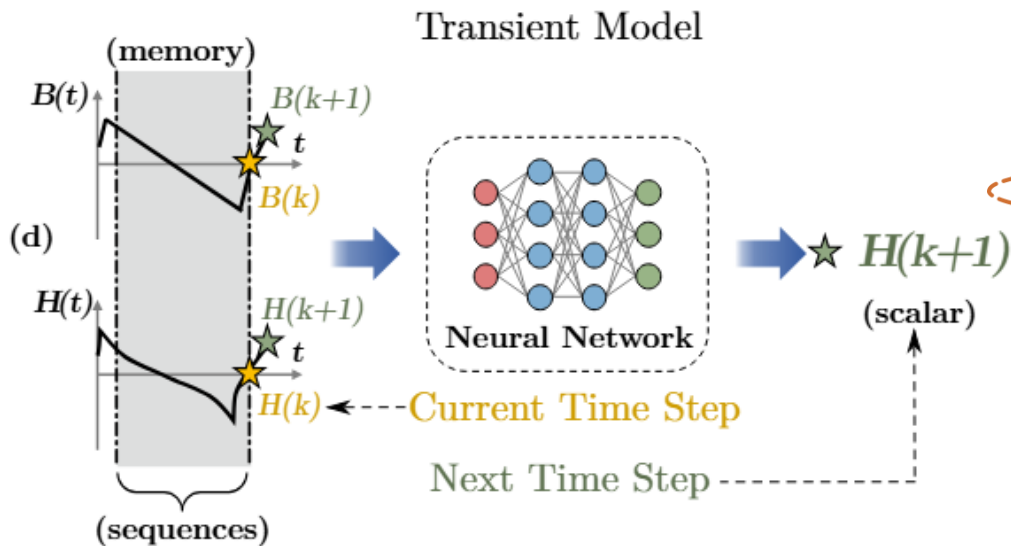 Transient Model
(memory)
B(t)
B(k+1)
t
B(k)
(d)
H(t)
H(k+1)
t
H(k)
(sequences)
Neural Network
H(k+1)
(scalar)
Current Time Step
Next Time Step